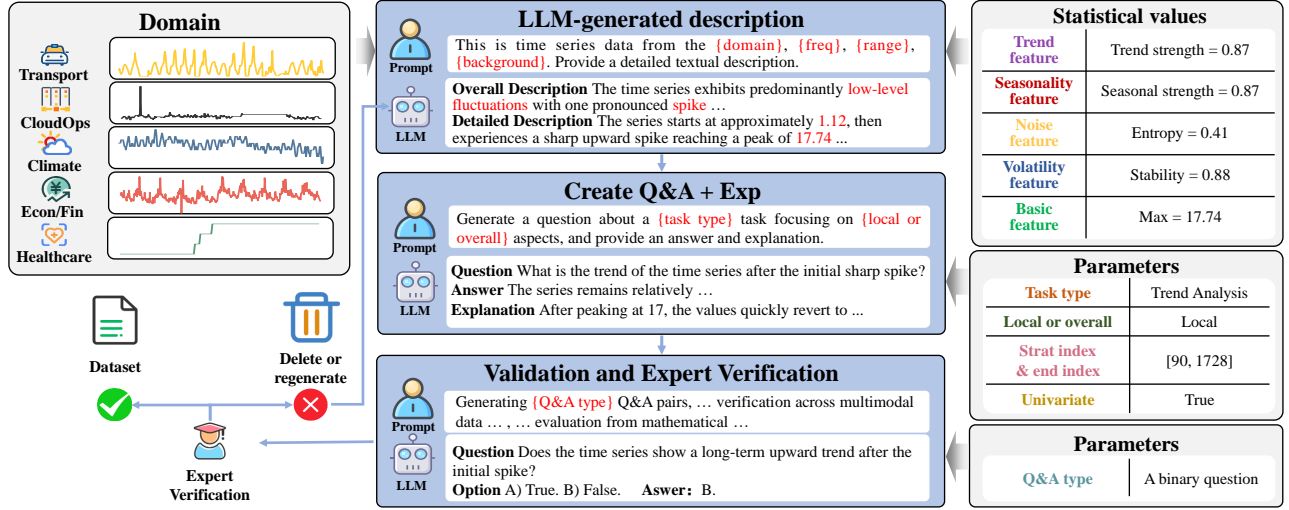 Domain
Transport
CloudOps
Climate
Econ/Fin
Healthcare
Dataset
Delete or
regenerate
Expert
Verification
LLM-generated description
Prompt
This is time series data from the {domain}, {freq}, {range},
{background}. Provide a detailed textual description.
LLM
Overall Description The time series exhibits predominantly low-level
fluctuations with one pronounced spike ...
Detailed Description The series starts at approximately 1.12, then
experiences a sharp upward spike reaching a peak of 17.74 ...
Create Q&A + Exp
Prompt
Generate a question about a {task type} task focusing on {local or
overall} aspects, and provide an answer and explanation.
LLM
Question What is the trend of the time series after the initial sharp spike?
Answer The series remains relatively ...
Explanation After peaking at 17, the values quickly revert to ...
Validation and Expert Verification
Prompt
Generating {Q&A type} Q&A pairs, ... verification across multimodal
data ... , ... evaluation from mathematical ...
LLM
Question Does the time series show a long-term upward trend after the
initial spike?
Option A) True. B) False. Aswer： B.
Statistical values
Trend
feature
Trend strength = 0.87
Seasonality
feature
Seasonal strength = 0.87
Noise
feature
Entropy = 0.41
Volatility
feature
Stability = 0.88
Basic
feature
Max = 17.74
Parameters
Task type
Trend Analysis
Local or overall
Local
Strat index
& end index
[90, 1728]
Univariate
True
Parameters
Q&A type
A binary question